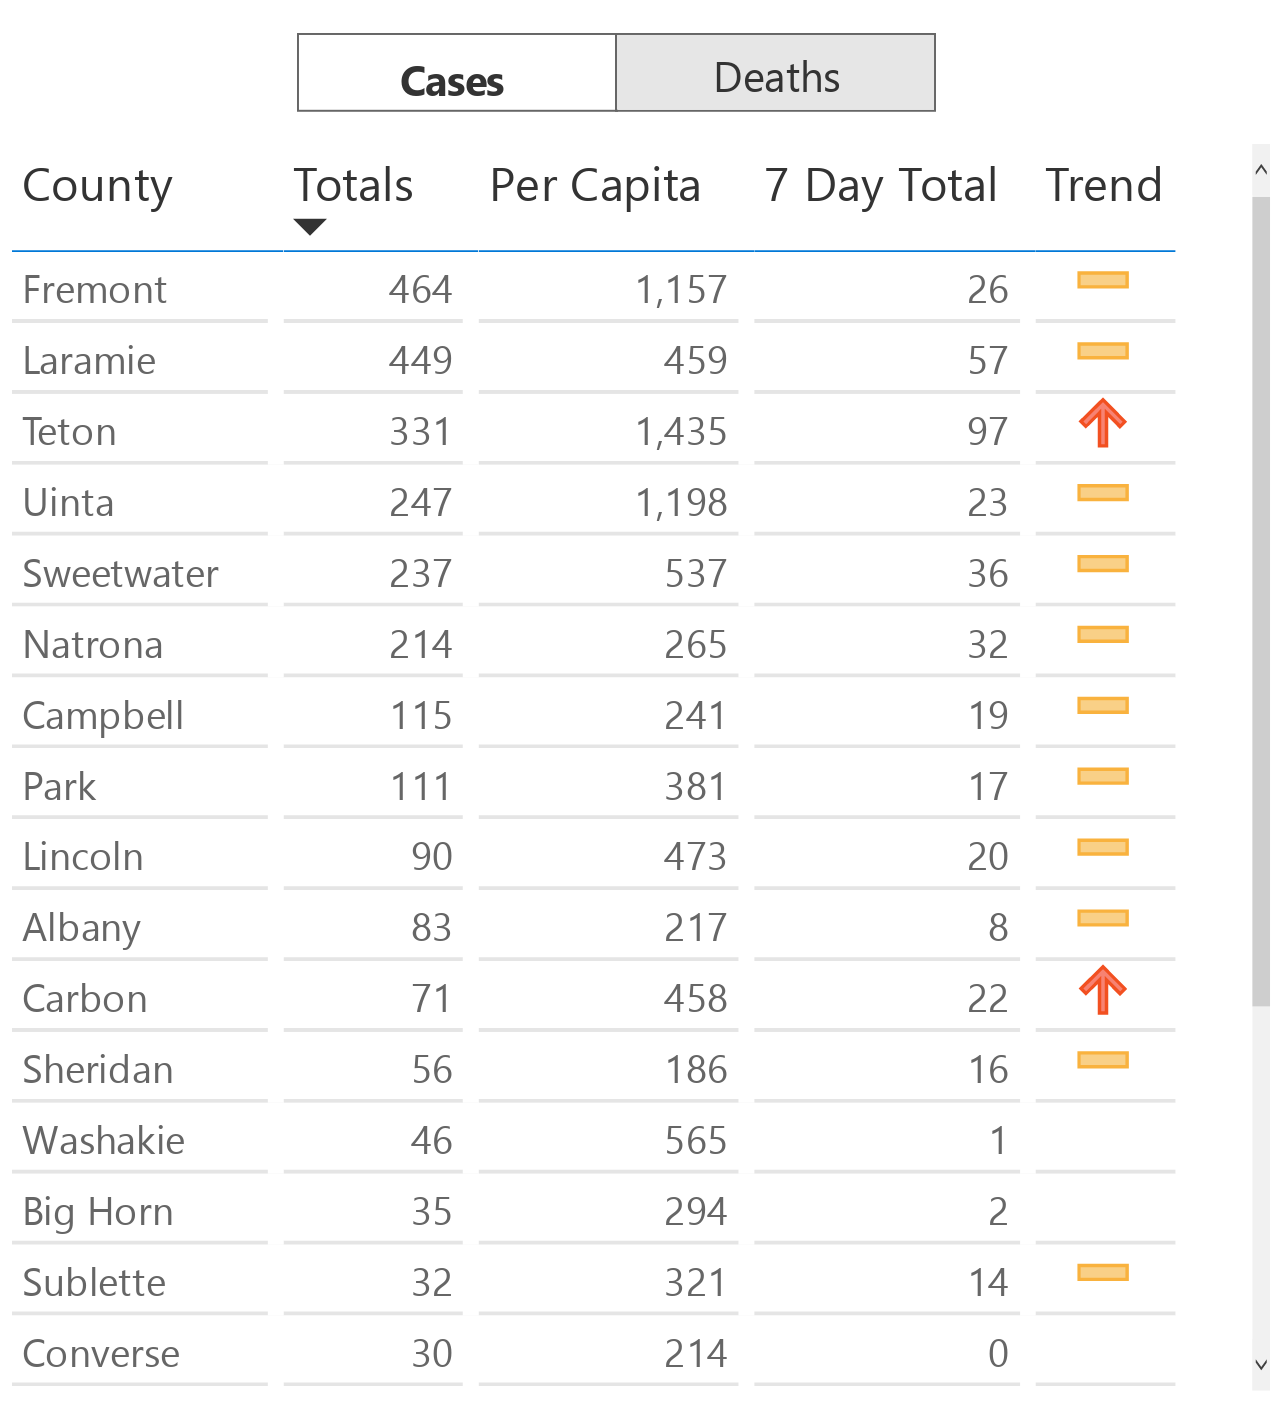 Cases Deaths
County Totals Per Capita 7 Day Total Trend
Fremont 464 1,157 26
Laramie 449 459 57
Teton 331 1,435 97
Uinta 247 1,198 23
Sweetwater 237 537 36
Natrona 214 265 32
Campbell 115 241 19
Park 111 381 17
Lincoln 90 473 20
Albany 83 217 8
Carbon 71 458 22
Sheridan 56 186 16
Washakie 46 565 1
Big Horn 35 294 2
Sublette 32 321 14
Converse 30 214 0